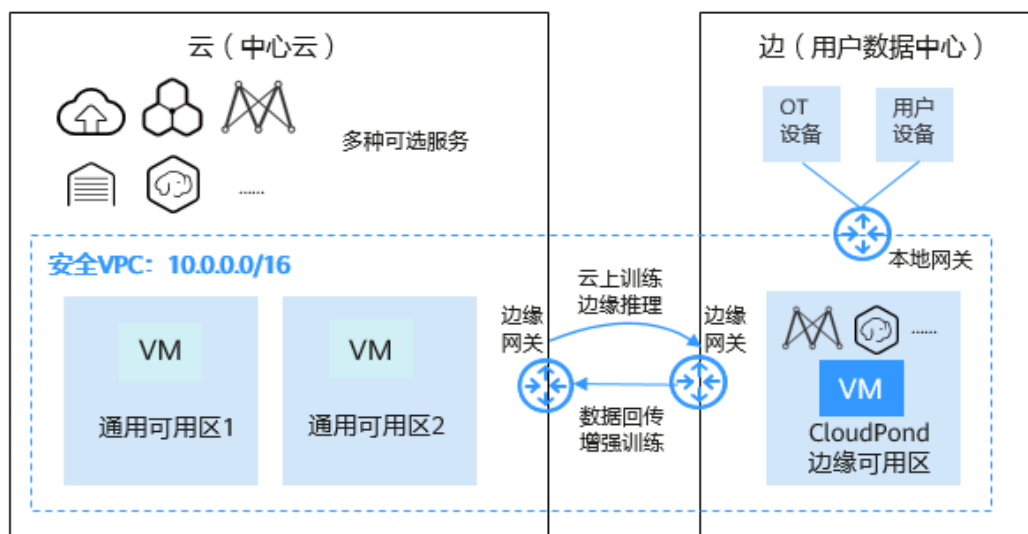 云（中心云）
边（用户数据中心）
多种可选服务
......
OT
设备
用户
设备
本地网关
安全VPC：10.0.0.0/16
VM
通用可用区1
VM
通用可用区2
边缘
网关
云上训练
边缘推理
数据回传
增强训练
边缘
网关
......
VM
CloudPond
边缘可用区